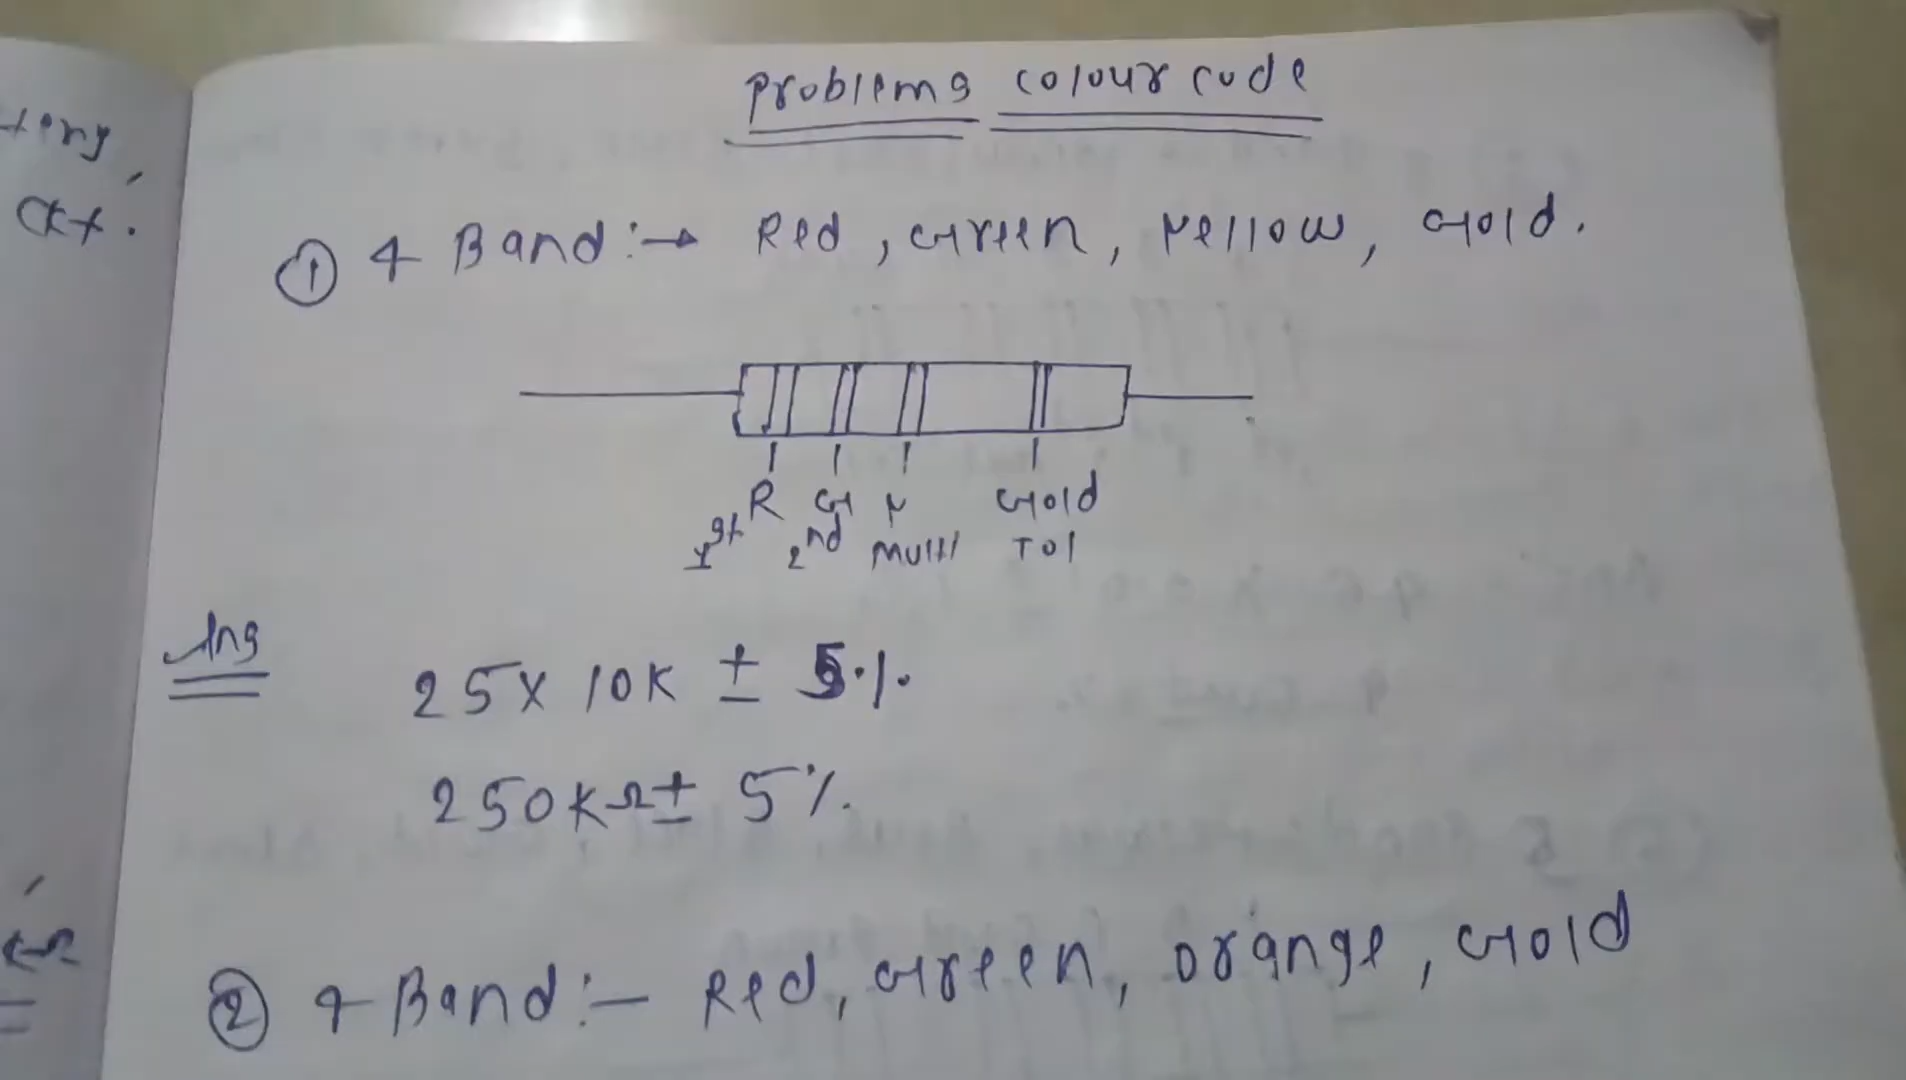 tery,
Ckt.
Problems colour code
① 4 Band :→ Red, Green, Yellow, Gold.
R G Y Gold
1st 2nd Multi Tol
Ans
25 x 10K ± 5%.
250KΩ ± 5%.
② 4 Band :- Red, Green, Orange, Gold